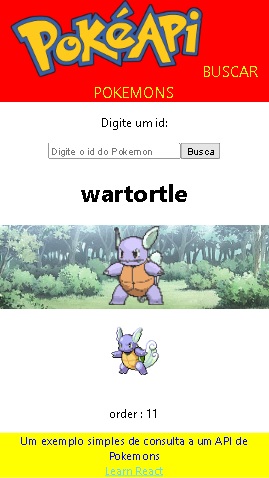 PokéAPI
BUSCAR
POKEMONS
Digite um id:
Digite o id do Pokemon Busca
wartortle
order : 11
Um exemplo simples de consulta a um API de
Pokemons
Learn React